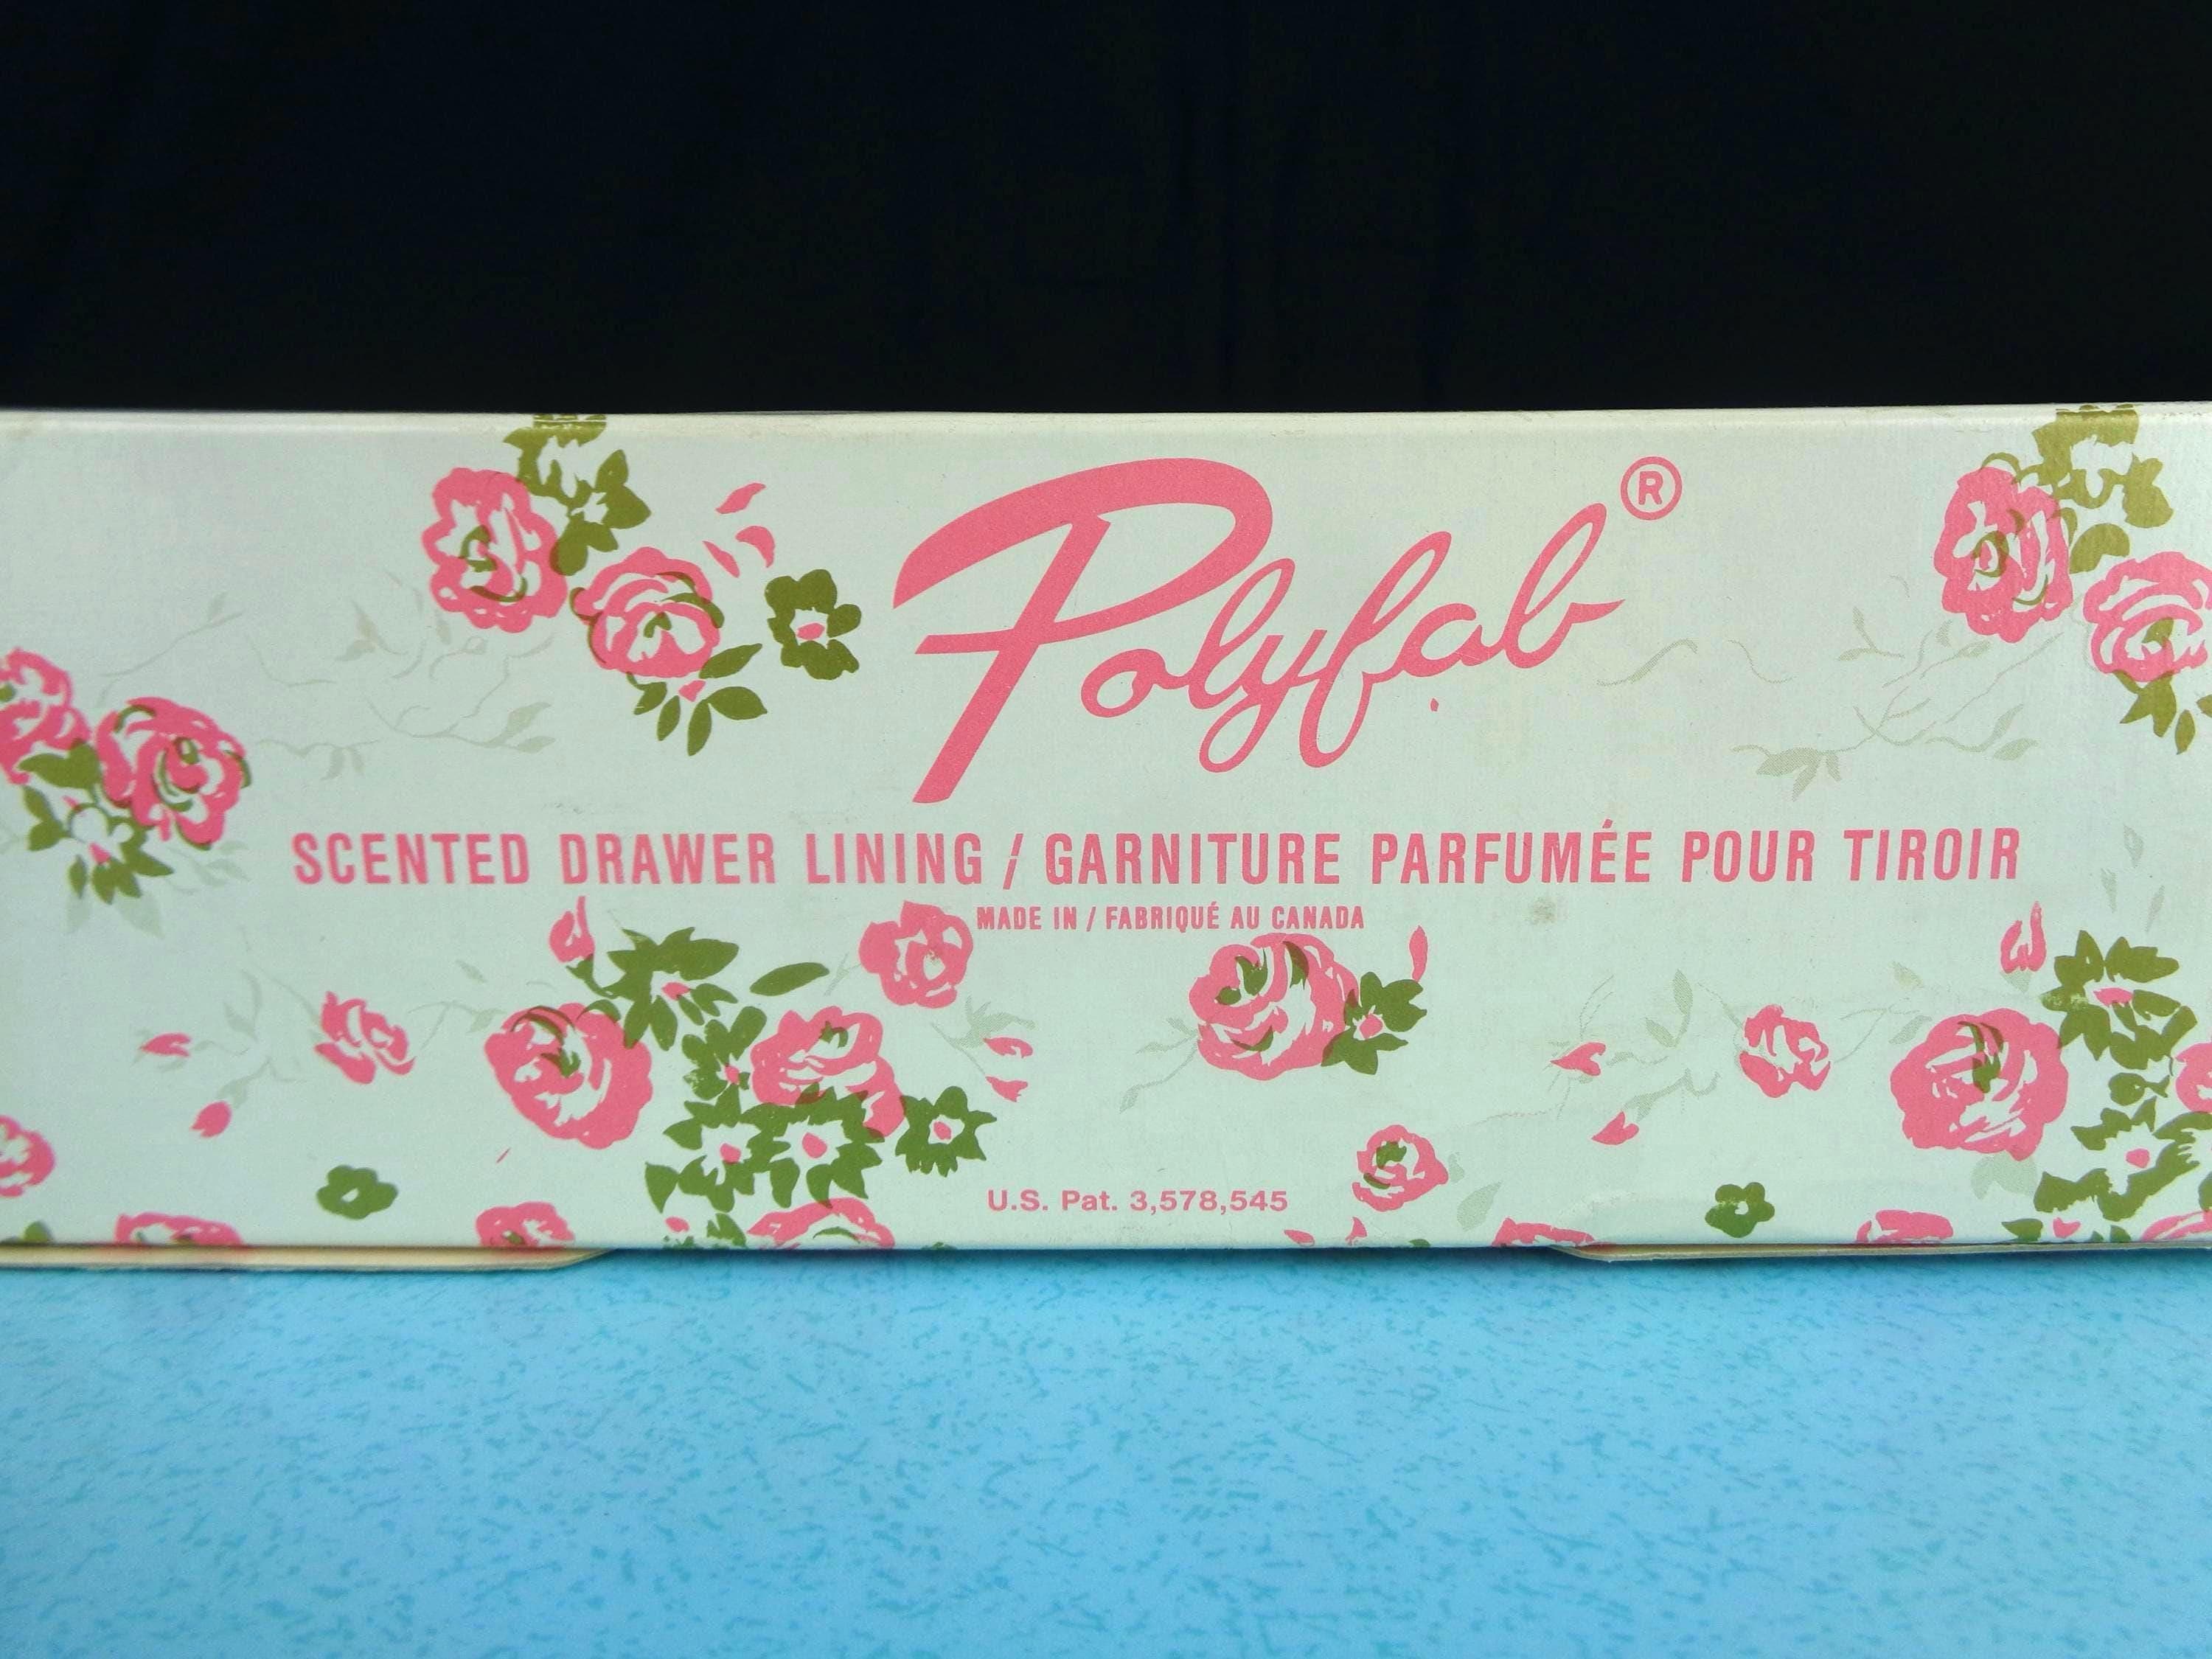 Polyfab®
SCENTED DRAWER LINING / GARNITURE PARFUMÉE POUR TIROIR
MADE IN / FABRIQUÉ AU CANADA
U.S. Pat. 3,578,545